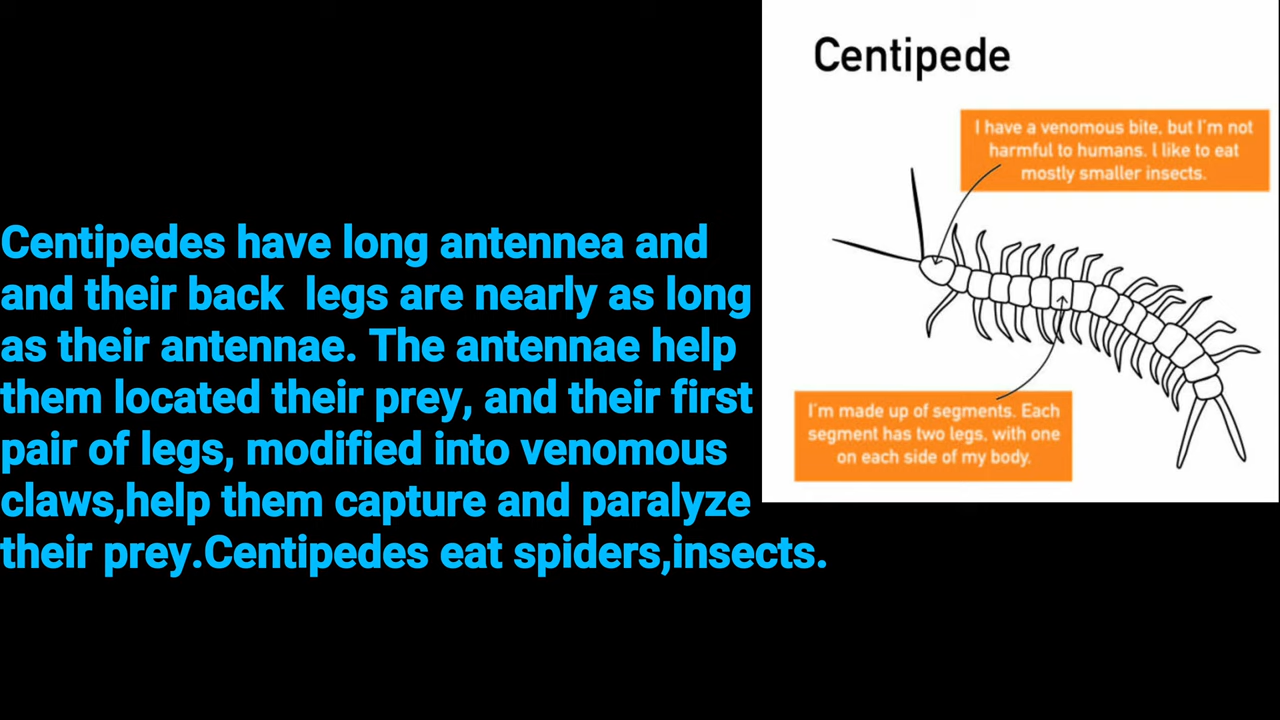 Centipede
I have a venomous bite, but I'm not
harmful to humans. I like to eat
mostly smaller insects.
Centipedes have long antennea and
and their back  legs are nearly as long
as their antennae. The antennae help
them located their prey, and their first
pair of legs, modified into venomous
claws,help them capture and paralyze
their prey.Centipedes eat spiders,insects.
I'm made up of segments. Each
segment has two legs, with one
on each side of my body.